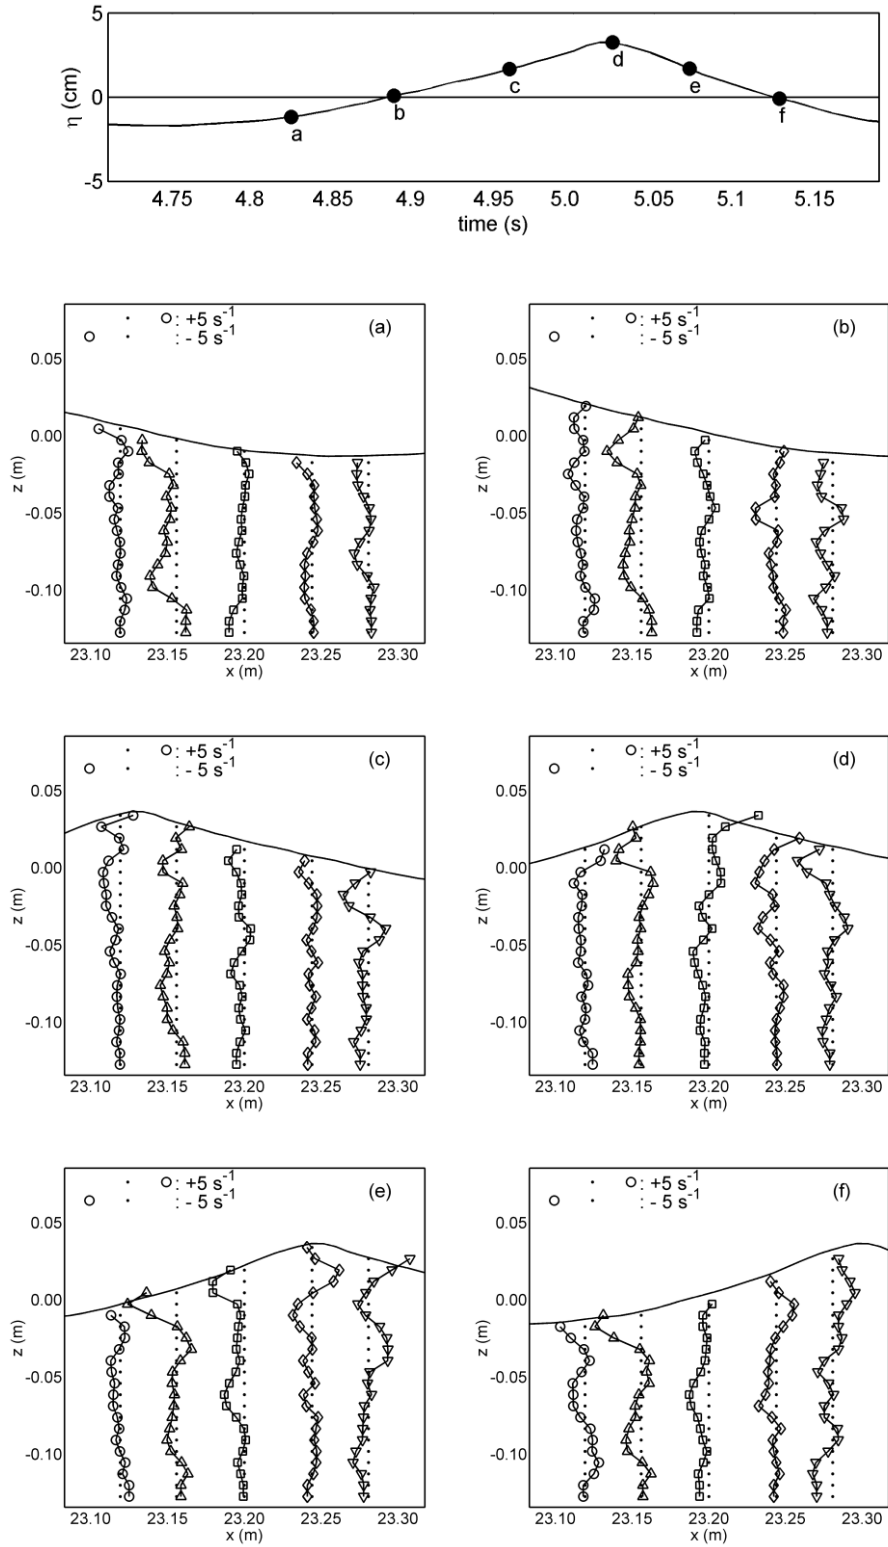 5
0
-5
η (cm)
a
b
c
d
e
f
4.75 4.8 4.85 4.9 4.95 5.0 5.05 5.1 5.15
time (s)
: +5 s-1
: - 5 s-1
(a)
0.05
0.00
-0.05
-0.10
z (m)
23.10 23.15 23.20 23.25 23.30
x (m)
: +5 s-1
: - 5 s-1
(b)
0.05
0.00
-0.05
-0.10
z (m)
23.10 23.15 23.20 23.25 23.30
x (m)
: +5 s-1
: - 5 s-1
(c)
0.05
0.00
-0.05
-0.10
z (m)
23.10 23.15 23.20 23.25 23.30
x (m)
: +5 s-1
: - 5 s-1
(d)
0.05
0.00
-0.05
-0.10
z (m)
23.10 23.15 23.20 23.25 23.30
x (m)
: +5 s-1
: - 5 s-1
(e)
0.05
0.00
-0.05
-0.10
z (m)
23.10 23.15 23.20 23.25 23.30
x (m)
: +5 s-1
: - 5 s-1
(f)
0.05
0.00
-0.05
-0.10
z (m)
23.10 23.15 23.20 23.25 23.30
x (m)